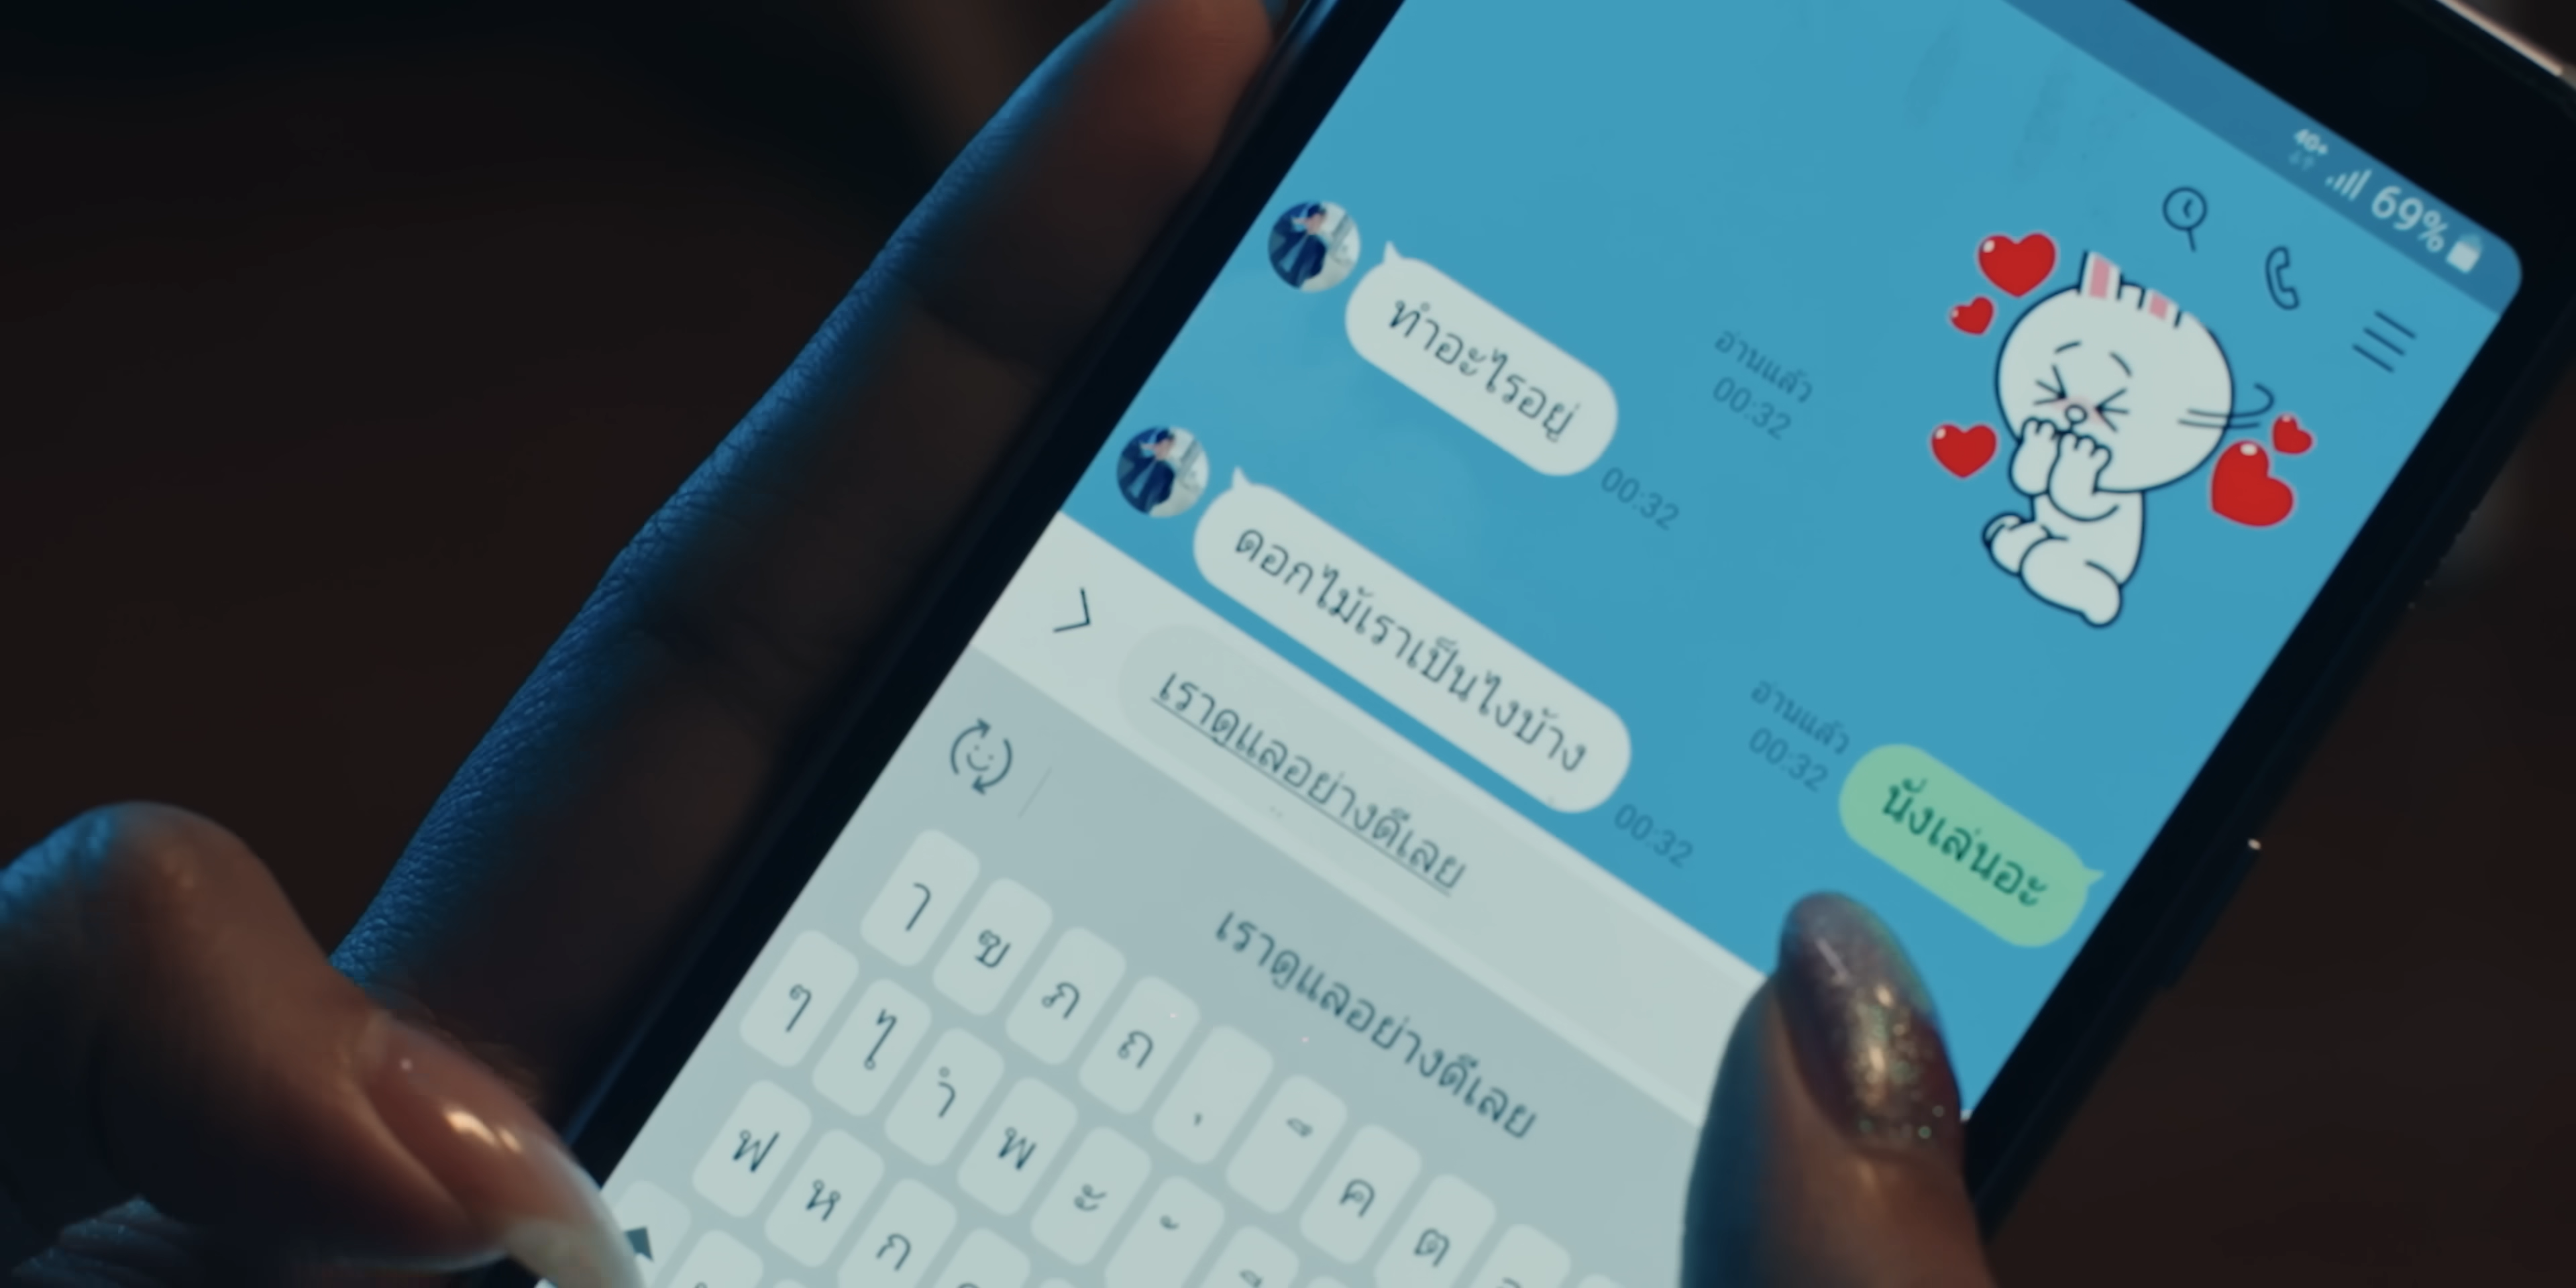 4G+ 69%
ทำอะไรอยู่
00:32
อ่านแล้ว
00:32
นั่งเล่นอะ
อ่านแล้ว
00:32
ดอกไม้เราเป็นไงบ้าง
00:32
เราดูแลอย่างดีเลย
เราดูแลอย่างดีเลย
ๅ ข ภ ถ ุ ึ ค ต
ๆ ไ ำ พ ะ ั
ฟ ห ก